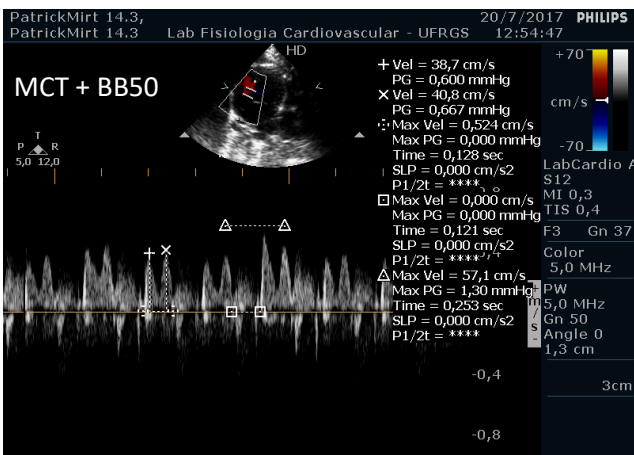 PatrickMirt 14.3,
20/7/2017 PHILIPS
PatrickMirt 14.3 Lab Fisiologia Cardiovascular - UFRGS 12:54:47
HD
MCT + BB50
T
P R
5,0 12,0
+ Vel = 38,7 cm/s
PG = 0,600 mmHg
× Vel = 40,8 cm/s
PG = 0,667 mmHg
Max Vel = 0,524 cm/s
Max PG = 0,000 mmHg
Time = 0,128 sec
SLP = 0,000 cm/s2
P1/2t = ****
Max Vel = 0,000 cm/s
Max PG = 0,000 mmHg
Time = 0,121 sec
SLP = 0,000 cm/s2
P1/2t = ****
Max Vel = 57,1 cm/s
Max PG = 1,30 mmHg
Time = 0,253 sec
SLP = 0,000 cm/s2
P1/2t = ****
+
m
/
s
-
-0,4
-0,8
+70
cm/s
-70
LabCardio
S12
MI 0,3
TIS 0,4
F3 Gn 37
Color
5,0 MHz
PW
5,0 MHz
Gn 50
Angle 0
1,3 cm
3cm